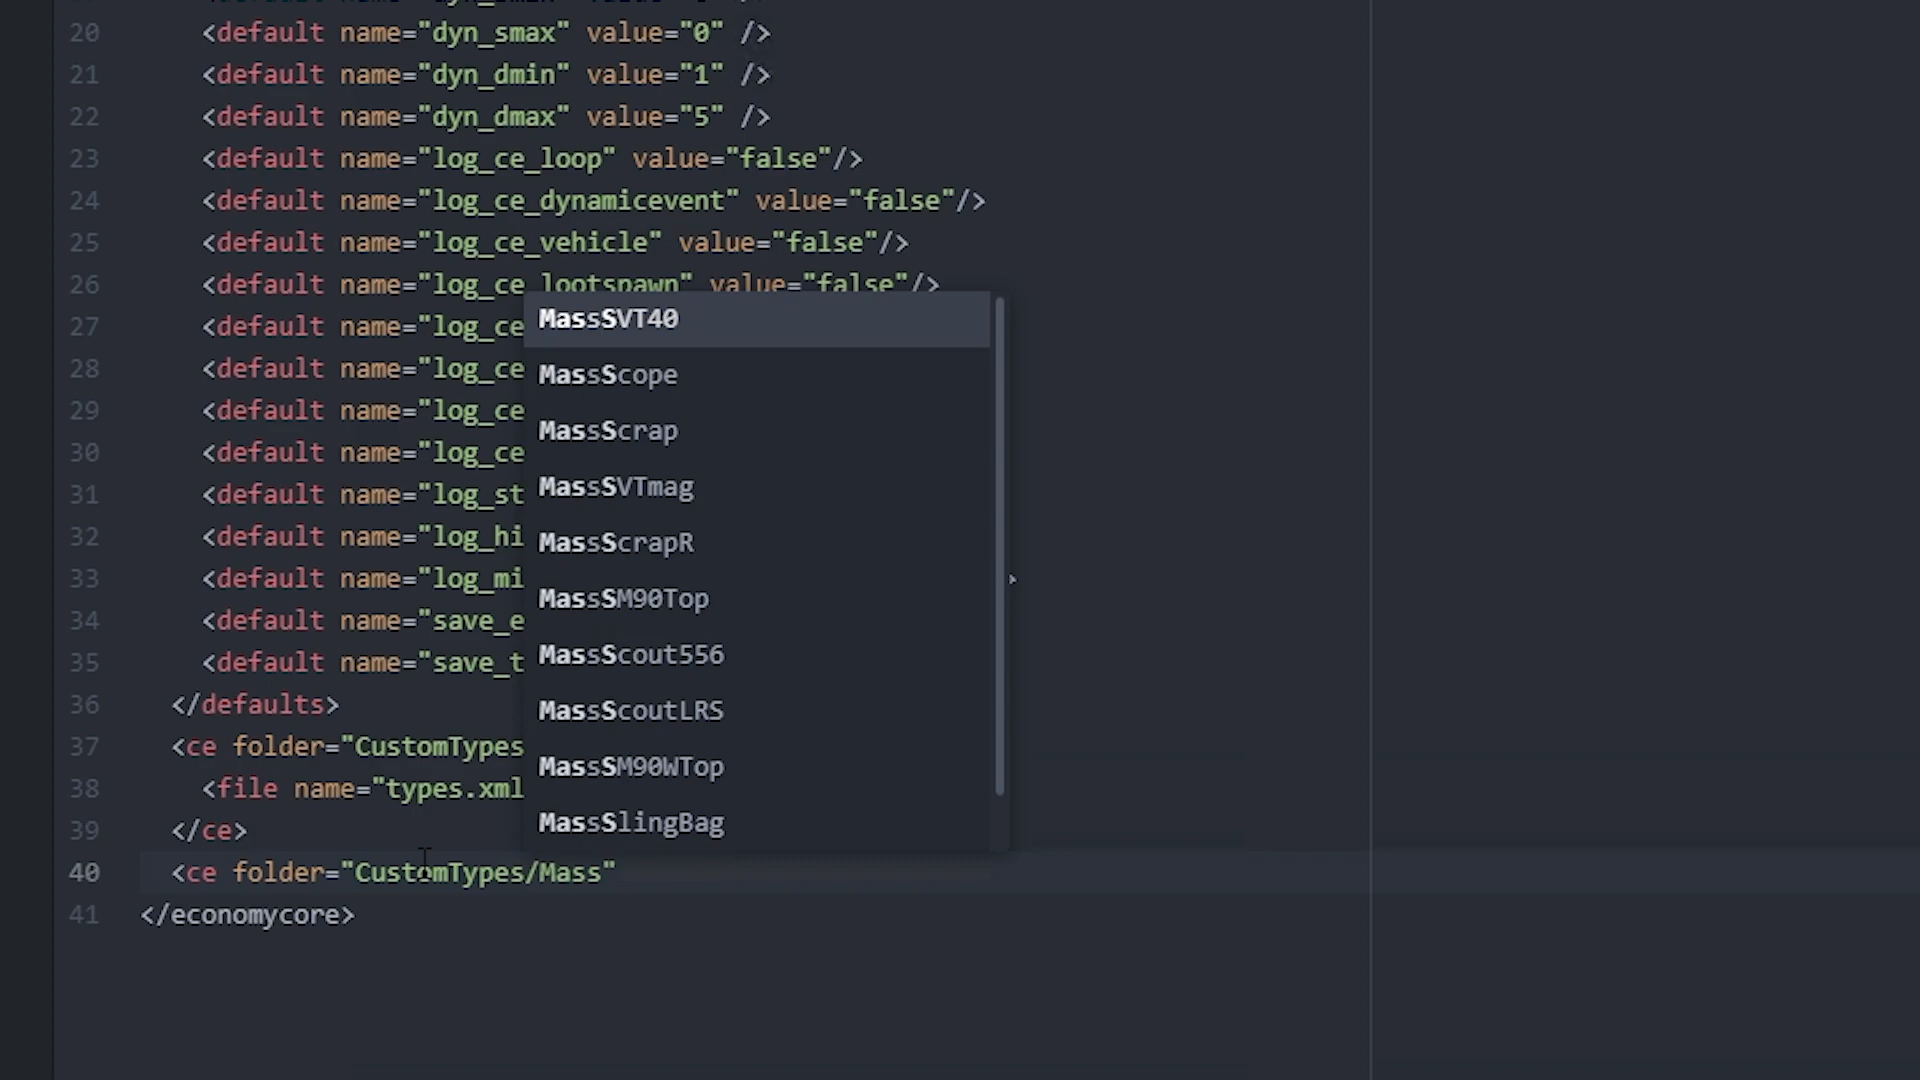 20 <default name="dyn_smax" value="0" />
21 <default name="dyn_dmin" value="1" />
22 <default name="dyn_dmax" value="5" />
23 <default name="log_ce_loop" value="false"/>
24 <default name="log_ce_dynamicevent" value="false"/>
25 <default name="log_ce_vehicle" value="false"/>
26 <default name="log_ce_lootspawn" value="false"/>
27 <default name="log_ce
28 <default name="log_ce
29 <default name="log_ce
30 <default name="log_ce
31 <default name="log_st
32 <default name="log_hi
33 <default name="log_mi
34 <default name="save_e
35 <default name="save_t
36 </defaults>
37 <ce folder="CustomTypes
38 <file name="types.xml
39 </ce>
40 <ce folder="CustomTypes/Mass"
41 </economycore>
MassSVT40
MassScope
MassScrap
MassSVTmag
MassScrapR
MassSM90Top
MassScout556
MassScoutLRS
MassSM90WTop
MassSlingBag